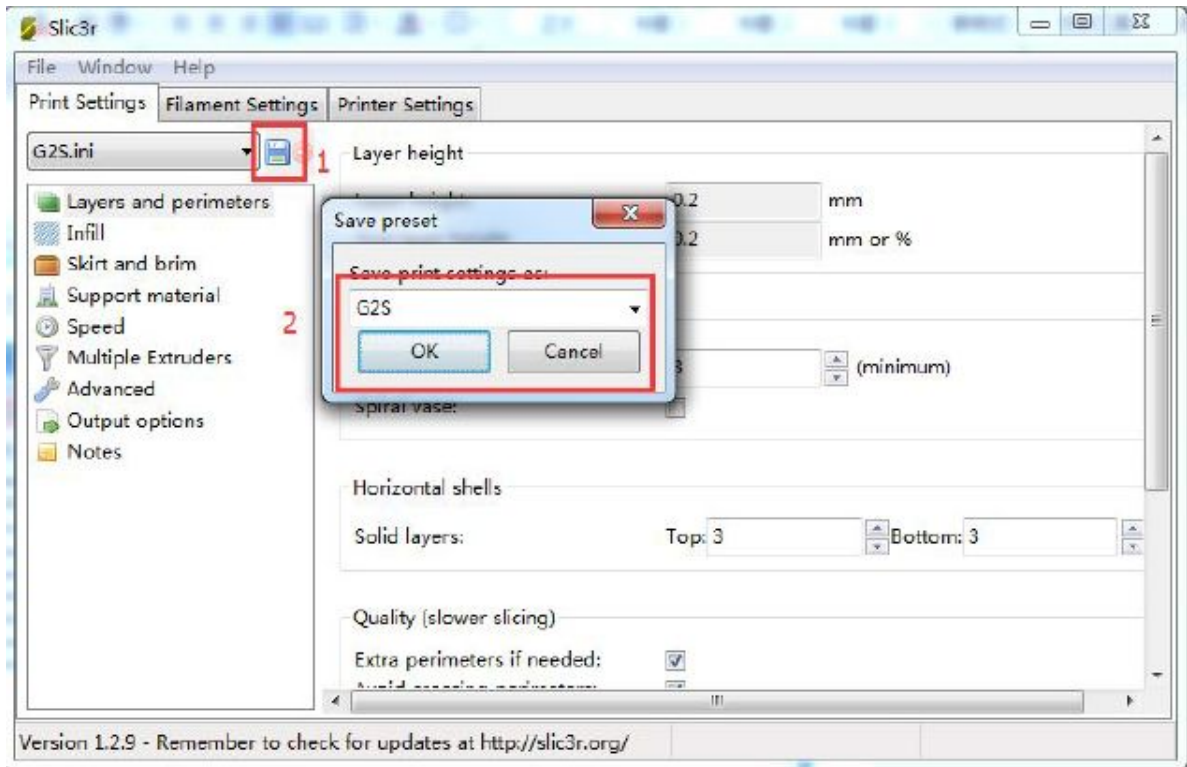 Slic3r
File Window Help
Print Settings Filament Settings Printer Settings
G2S.ini 1
Layers and perimeters
Infill
Skirt and brim
Support material
Speed
Multiple Extruders
Advanced
Output options
Notes
2
Layer height
0.2 mm
0.2 mm or %
Save preset
Save print settings as:
G2S
OK Cancel
3 (minimum)
Spiral vase:
Horizontal shells
Solid layers: Top: 3 Bottom: 3
Quality (slower slicing)
Extra perimeters if needed:
Avoid crossing perimeters:
Version 1.2.9 - Remember to check for updates at http://slic3r.org/